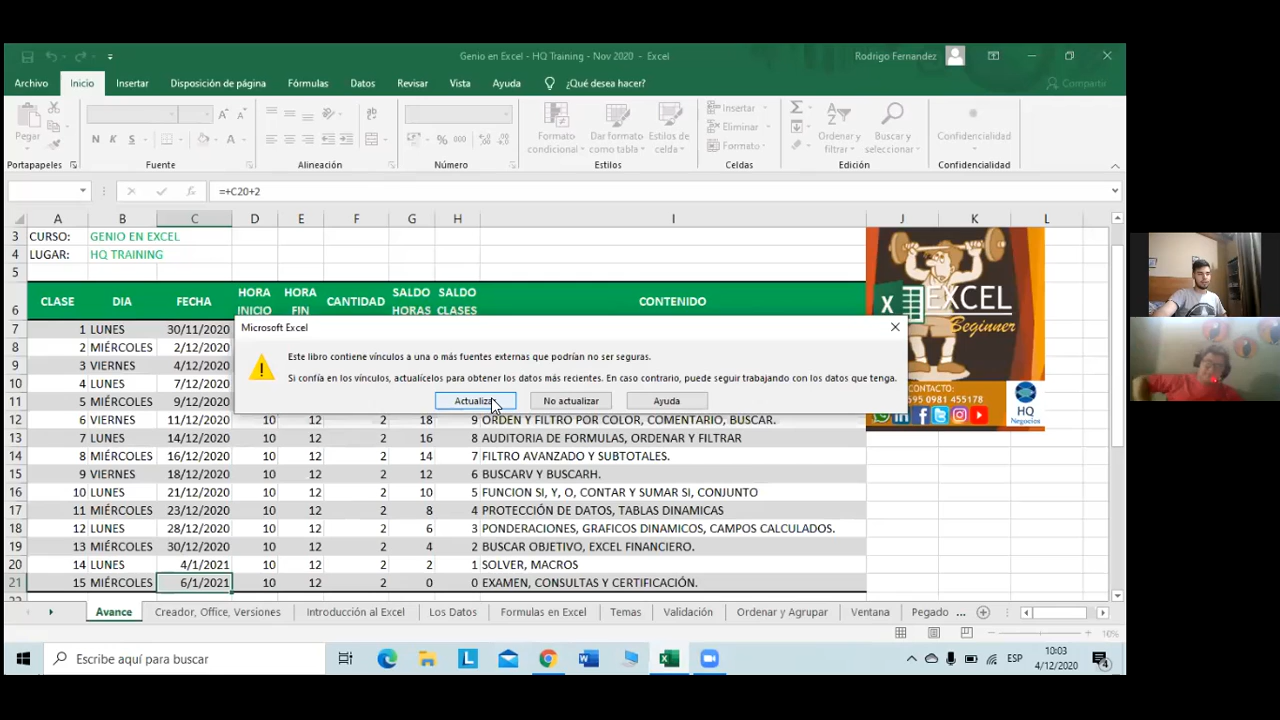 Genio en Excel - HQ Training - Nov 2020 - Excel
Rodrigo Fernandez
Archivo Inicio Insertar Disposición de página Fórmulas Datos Revisar Vista Ayuda ¿Qué desea hacer? Compartir
Pegar
N K S
Formato condicional
Dar formato como tabla
Estilos de celda
Insertar
Eliminar
Formato
Ordenar y filtrar
Buscar y seleccionar
Confidencialidad
Portapapeles Fuente Alineación Número Estilos Celdas Edición Confidencialidad
=+C20+2
A B C D E F G H I J K L
3 CURSO: GENIO EN EXCEL
4 LUGAR: HQ TRAINING
5
6 CLASE DIA FECHA HORA INICIO HORA FIN CANTIDAD SALDO HORAS SALDO CLASES CONTENIDO
7 1 LUNES 30/11/2020
8 2 MIÉRCOLES 2/12/2020
9 3 VIERNES 4/12/2020
10 4 LUNES 7/12/2020
11 5 MIÉRCOLES 9/12/2020
12 6 VIERNES 11/12/2020 10 12 2 18 9 ORDEN Y FILTRO POR COLOR, COMENTARIO, BUSCAR.
13 7 LUNES 14/12/2020 10 12 2 16 8 AUDITORIA DE FORMULAS, ORDENAR Y FILTRAR
14 8 MIÉRCOLES 16/12/2020 10 12 2 14 7 FILTRO AVANZADO Y SUBTOTALES.
15 9 VIERNES 18/12/2020 10 12 2 12 6 BUSCARV Y BUSCARH.
16 10 LUNES 21/12/2020 10 12 2 10 5 FUNCION SI, Y, O, CONTAR Y SUMAR SI, CONJUNTO
17 11 MIÉRCOLES 23/12/2020 10 12 2 8 4 PROTECCIÓN DE DATOS, TABLAS DINAMICAS
18 12 LUNES 28/12/2020 10 12 2 6 3 PONDERACIONES, GRAFICOS DINAMICOS, CAMPOS CALCULADOS.
19 13 MIÉRCOLES 30/12/2020 10 12 2 4 2 BUSCAR OBJETIVO, EXCEL FINANCIERO.
20 14 LUNES 4/1/2021 10 12 2 2 1 SOLVER, MACROS
21 15 MIÉRCOLES 6/1/2021 10 12 2 0 0 EXAMEN, CONSULTAS Y CERTIFICACIÓN.
Microsoft Excel
Este libro contiene vínculos a una o más fuentes externas que podrían no ser seguras.
Si confía en los vínculos, actualícelos para obtener los datos más recientes. En caso contrario, puede seguir trabajando con los datos que tenga.
Actualiza No actualizar Ayuda
EXCEL
Beginner
CONTACTO:
595 0981 455178
HQ
Negocios
Avance Creador, Office, Versiones Introducción al Excel Los Datos Formulas en Excel Temas Validación Ordenar y Agrupar Ventana Pegado ...
Escribe aquí para buscar
ESP
10:03
4/12/2020
4